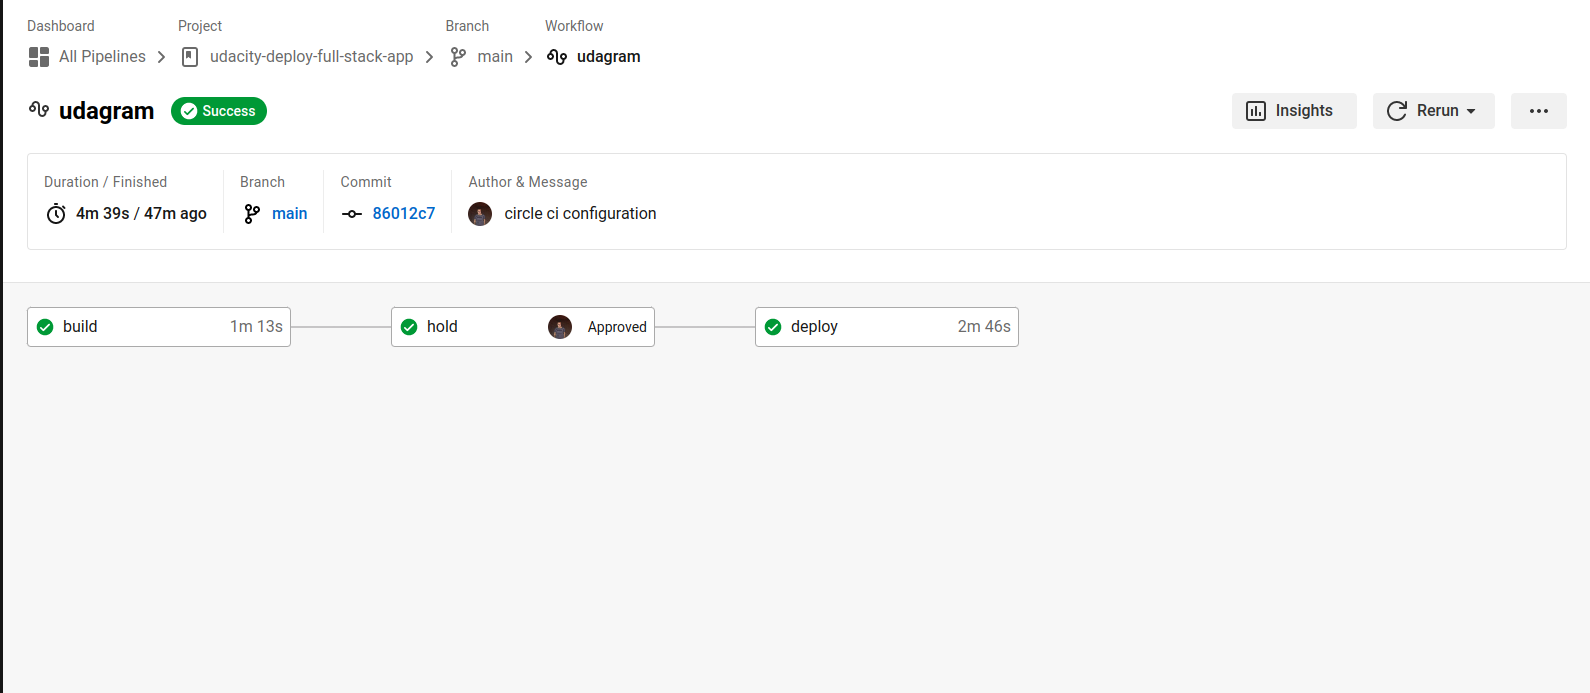 Dashboard Project Branch Workflow
All Pipelines udacity-deploy-full-stack-app main udagram
udagram Success Insights Rerun
Duration / Finished Branch Commit Author & Message
4m 39s / 47m ago main 86012c7 circle ci configuration
build 1m 13s hold Approved deploy 2m 46s